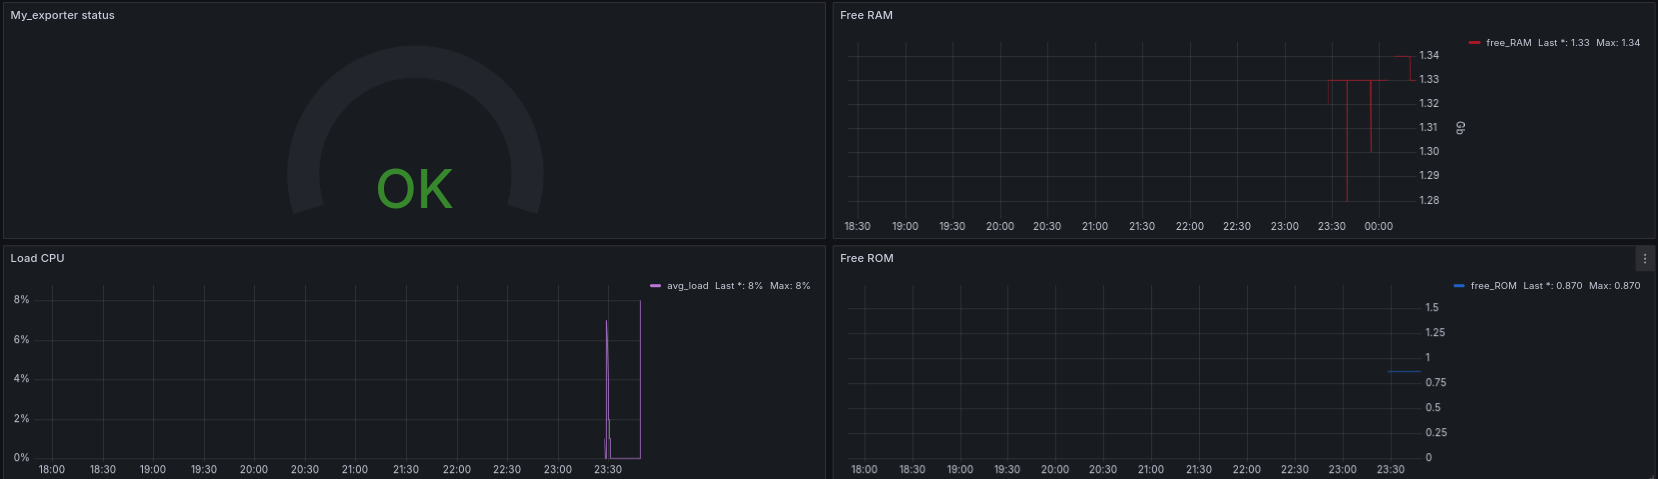 My_exporter status
OK
Free RAM
free_RAM Last *: 1.33 Max: 1.34
1.34
1.33
1.32
1.31
1.30
1.29
1.28
Gb
18:30 19:00 19:30 20:00 20:30 21:00 21:30 22:00 22:30 23:00 23:30 00:00
Load CPU
avg_load Last *: 8% Max: 8%
8%
6%
4%
2%
0%
18:00 18:30 19:00 19:30 20:00 20:30 21:00 21:30 22:00 22:30 23:00 23:30
Free ROM
free_ROM Last *: 0.870 Max: 0.870
1.5
1.25
1
0.75
0.5
0.25
0
18:00 18:30 19:00 19:30 20:00 20:30 21:00 21:30 22:00 22:30 23:00 23:30